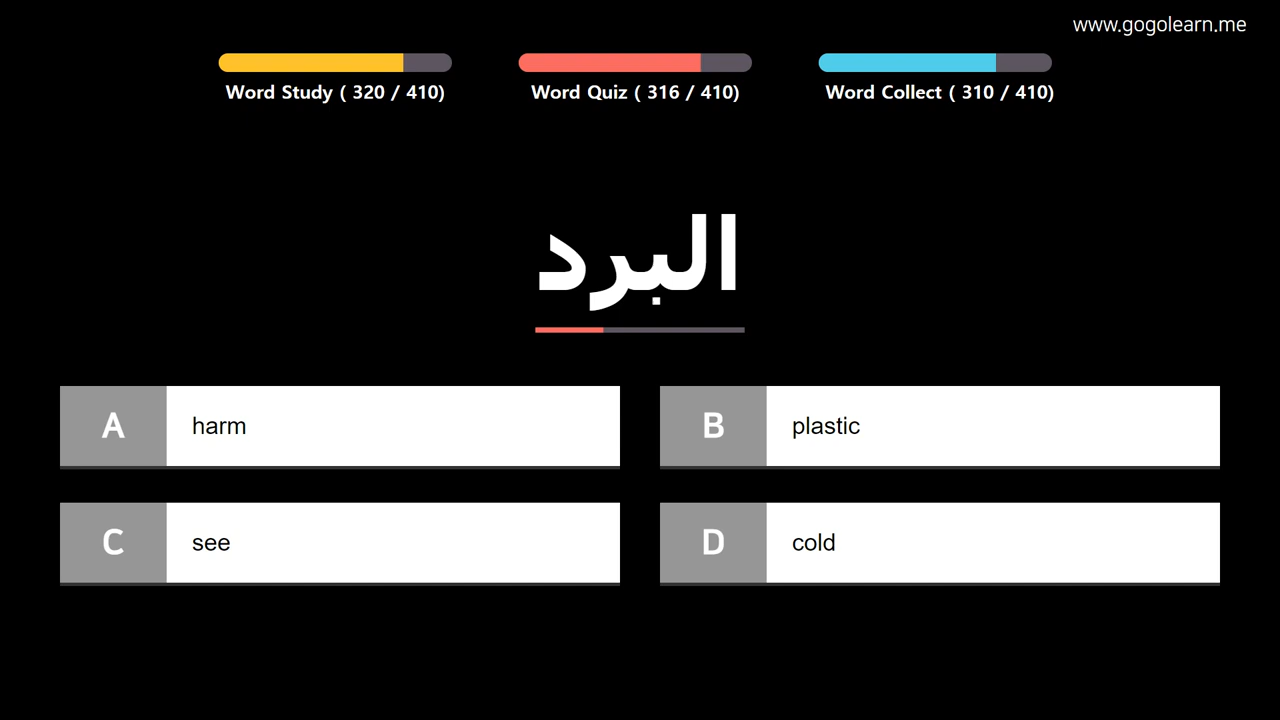 www.gogolearn.me
Word Study ( 320 / 410)
Word Quiz ( 316 / 410)
Word Collect ( 310 / 410)
البرد
A harm
B plastic
C see
D cold